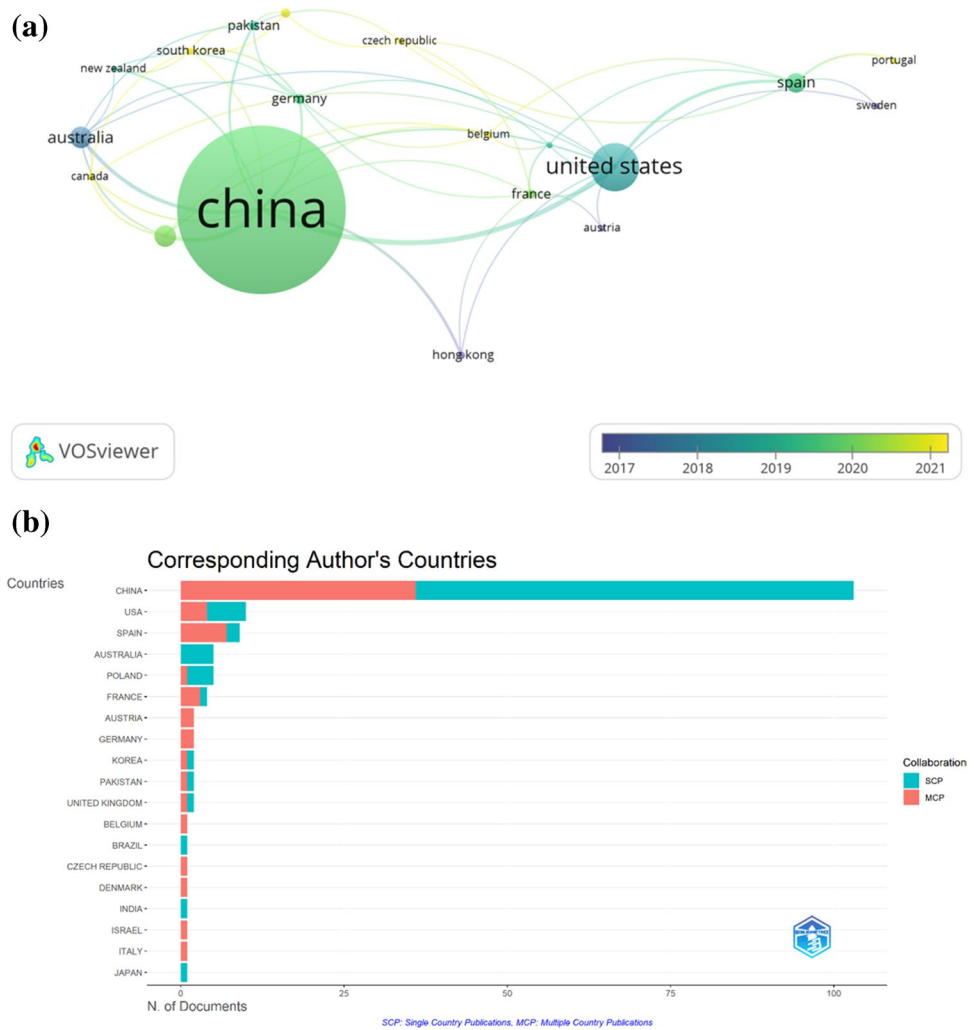 (a)
pakistan
czech republic
south korea
portugal
new zealand
spain
germany
sweden
australia
belgium
united states
canada
france
china
austria
hong kong
VOSviewer
2017 2018 2019 2020 2021
(b)
Corresponding Author's Countries
Countries
CHINA
USA
SPAIN
AUSTRALIA
POLAND
FRANCE
AUSTRIA
GERMANY
KOREA
PAKISTAN
UNITED KINGDOM
BELGIUM
BRAZIL
CZECH REPUBLIC
DENMARK
INDIA
ISRAEL
ITALY
JAPAN
Collaboration
SCP
MCP
0 25 50 75 100
N. of Documents
SCP: Single Country Publications, MCP: Multiple Country Publications